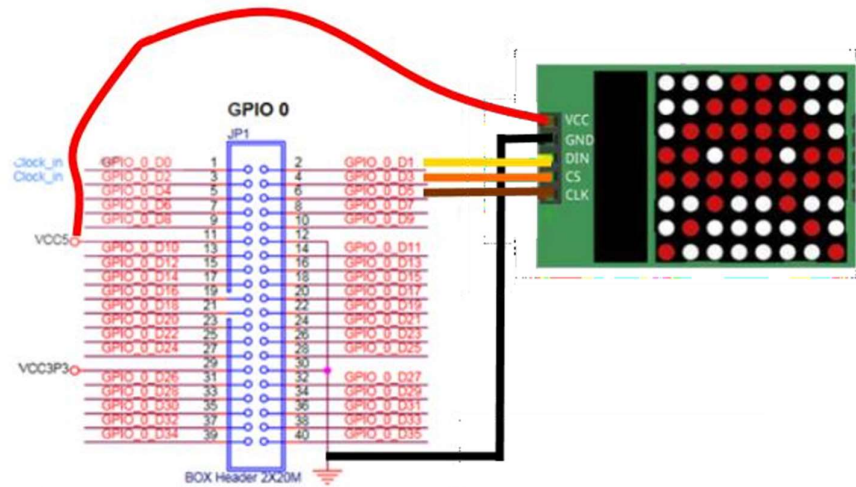 GPIO 0
JP1
VCC
GND
DIN
CS
CLK
Clock_in GPIO_0_D0 1 2 GPIO_0_D1
Clock_in GPIO_0_D2 3 4 GPIO_0_D3
GPIO_0_D4 5 6 GPIO_0_D5
GPIO_0_D6 7 8 GPIO_0_D7
GPIO_0_D8 9 10 GPIO_0_D9
VCC5 11 12
GPIO_0_D10 13 14 GPIO_0_D11
GPIO_0_D12 15 16 GPIO_0_D13
GPIO_0_D14 17 18 GPIO_0_D15
GPIO_0_D16 19 20 GPIO_0_D17
GPIO_0_D18 21 22 GPIO_0_D19
GPIO_0_D20 23 24 GPIO_0_D21
GPIO_0_D22 25 26 GPIO_0_D23
GPIO_0_D24 27 28 GPIO_0_D25
VCC3P3 29 30
GPIO_0_D26 31 32 GPIO_0_D27
GPIO_0_D28 33 34 GPIO_0_D29
GPIO_0_D30 35 36 GPIO_0_D31
GPIO_0_D32 37 38 GPIO_0_D33
GPIO_0_D34 39 40 GPIO_0_D35
BOX Header 2X20M